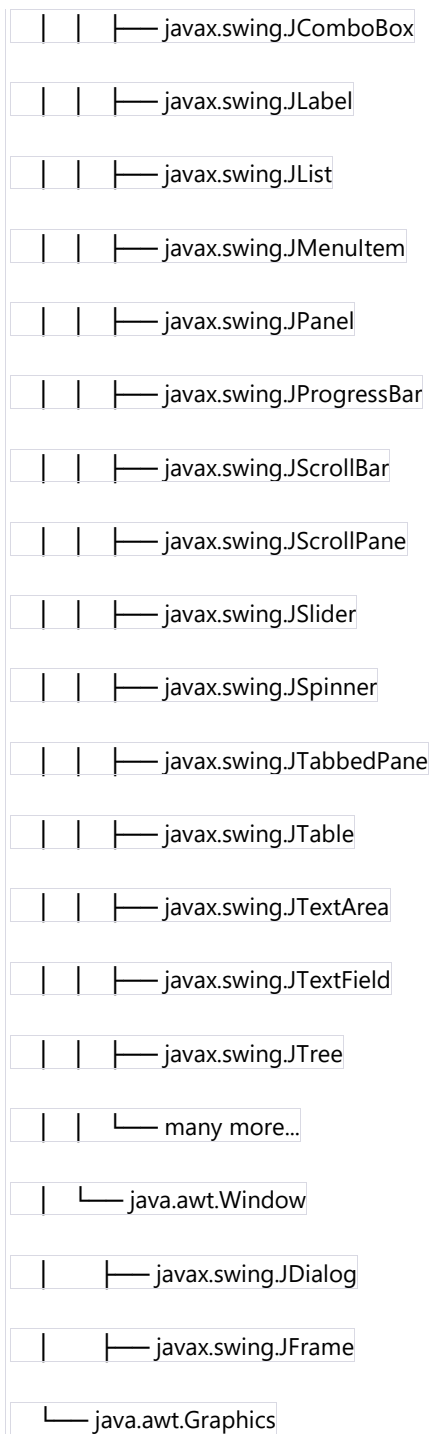 │ │ ├── javax.swing.JComboBox
│ │ ├── javax.swing.JLabel
│ │ ├── javax.swing.JList
│ │ ├── javax.swing.JMenuItem
│ │ ├── javax.swing.JPanel
│ │ ├── javax.swing.JProgressBar
│ │ ├── javax.swing.JScrollBar
│ │ ├── javax.swing.JScrollPane
│ │ ├── javax.swing.JSlider
│ │ ├── javax.swing.JSpinner
│ │ ├── javax.swing.JTabbedPane
│ │ ├── javax.swing.JTable
│ │ ├── javax.swing.JTextArea
│ │ ├── javax.swing.JTextField
│ │ ├── javax.swing.JTree
│ │ └── many more...
│ └── java.awt.Window
│ ├── javax.swing.JDialog
│ ├── javax.swing.JFrame
└── java.awt.Graphics